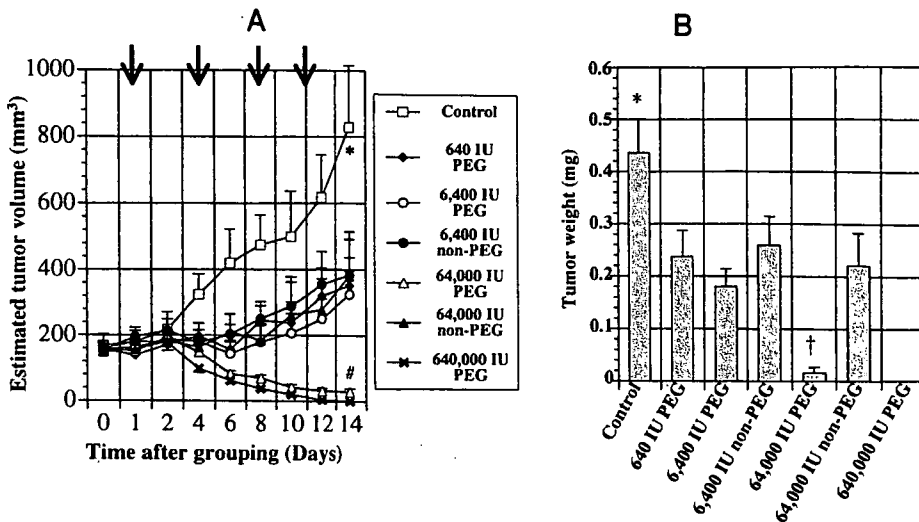 A
Estimated tumor volume (mm³)
1000
800
600
400
200
0
*
#
0 1 2 4 6 8 10 12 14
Time after grouping (Days)
Control
640 IU
PEG
6,400 IU
PEG
6,400 IU
non-PEG
64,000 IU
PEG
64,000 IU
non-PEG
640,000 IU
PEG
B
Tumor weight (mg)
0.6
0.5
0.4
0.3
0.2
0.1
0
*
†
Control
640 IU PEG
6,400 IU PEG
6,400 IU non-PEG
64,000 IU PEG
64,000 IU non-PEG
640,000 IU PEG